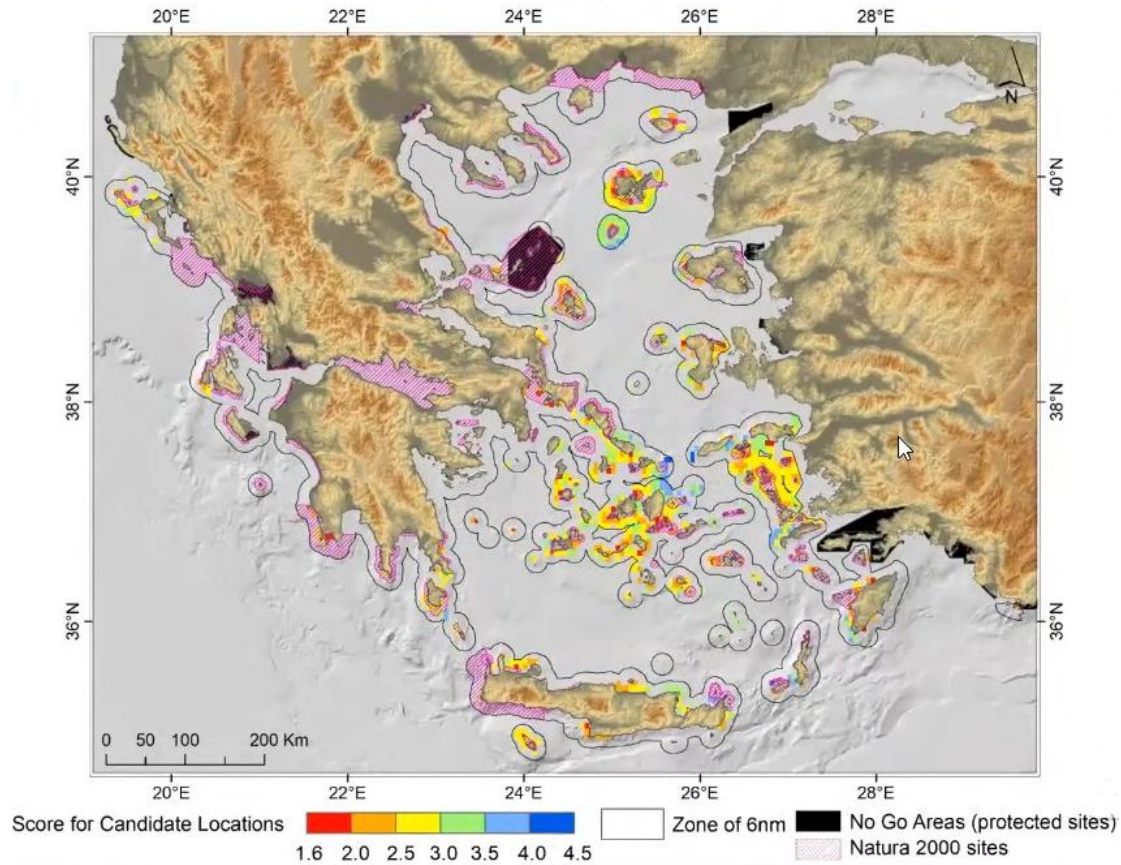 20°E 22°E 24°E 26°E 28°E
N
40°N 40°N
38°N 38°N
36°N 36°N
0 50 100 200 Km
20°E 22°E 24°E 26°E 28°E
Score for Candidate Locations
1.6 2.0 2.5 3.0 3.5 4.0 4.5
Zone of 6nm
No Go Areas (protected sites)
Natura 2000 sites